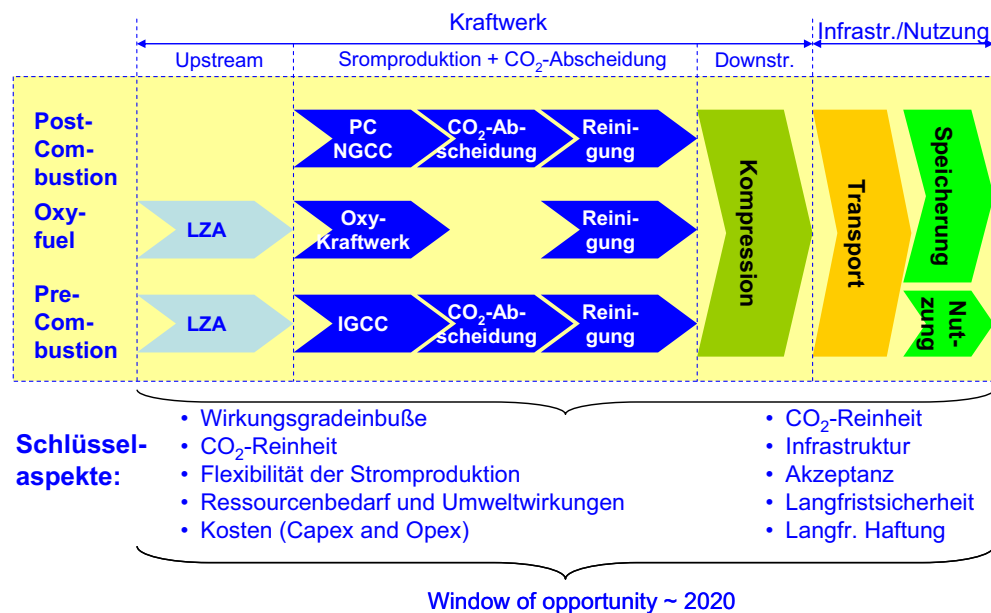 Kraftwerk
Infrastr./Nutzung
Upstream
Sromproduktion + CO₂-Abscheidung
Downstr.
Post-
Com-
bustion
PC
NGCC
CO₂-Ab-
scheidung
Reini-
gung
Oxy-
fuel
LZA
Oxy-
Kraftwerk
Reini-
gung
Pre-
Com-
bustion
LZA
IGCC
CO₂-Ab-
scheidung
Reini-
gung
Kompression
Transport
Speicherung
Nut-
zung
Schlüssel-
aspekte:
• Wirkungsgradeinbuße
• CO₂-Reinheit
• Flexibilität der Stromproduktion
• Ressourcenbedarf und Umweltwirkungen
• Kosten (Capex and Opex)
• CO₂-Reinheit
• Infrastruktur
• Akzeptanz
• Langfristsicherheit
• Langfr. Haftung
Window of opportunity ~ 2020